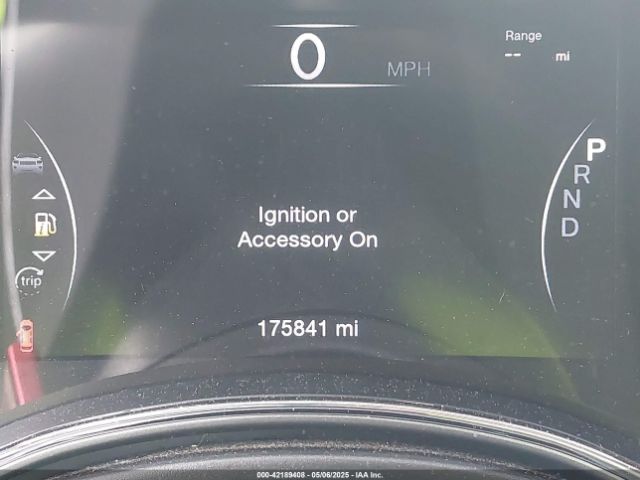 0 MPH
Range
-- mi
P
R
N
D
Ignition or
Accessory On
trip
175841 mi
000-42189408 - 05/06/2025 - IAA Inc.